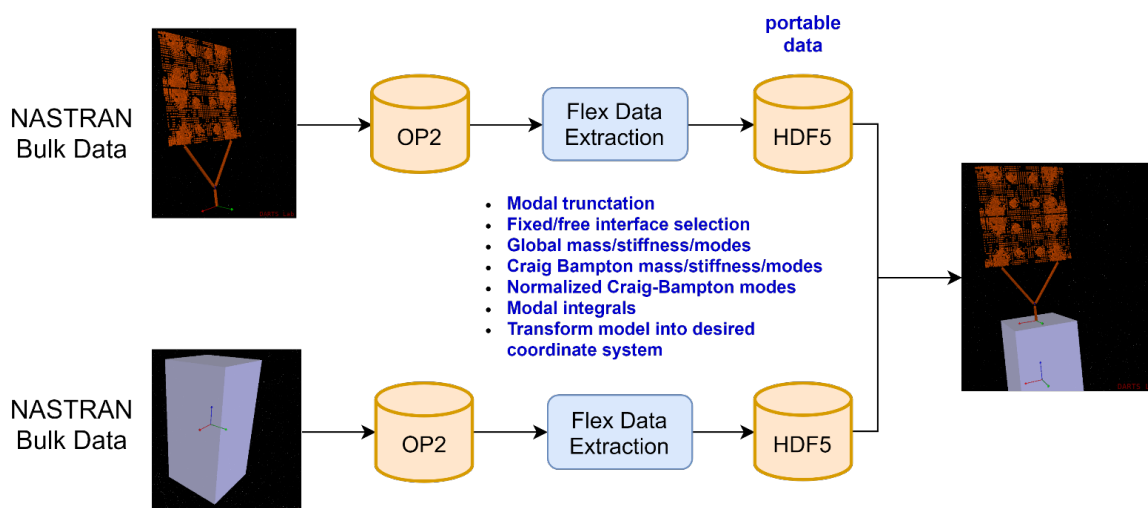 portable
data
NASTRAN
Bulk Data
OP2
Flex Data
Extraction
HDF5
DARTS Lab
• Modal trunctation
• Fixed/free interface selection
• Global mass/stiffness/modes
• Craig Bampton mass/stiffness/modes
• Normalized Craig-Bampton modes
• Modal integrals
• Transform model into desired
coordinate system
NASTRAN
Bulk Data
OP2
Flex Data
Extraction
HDF5